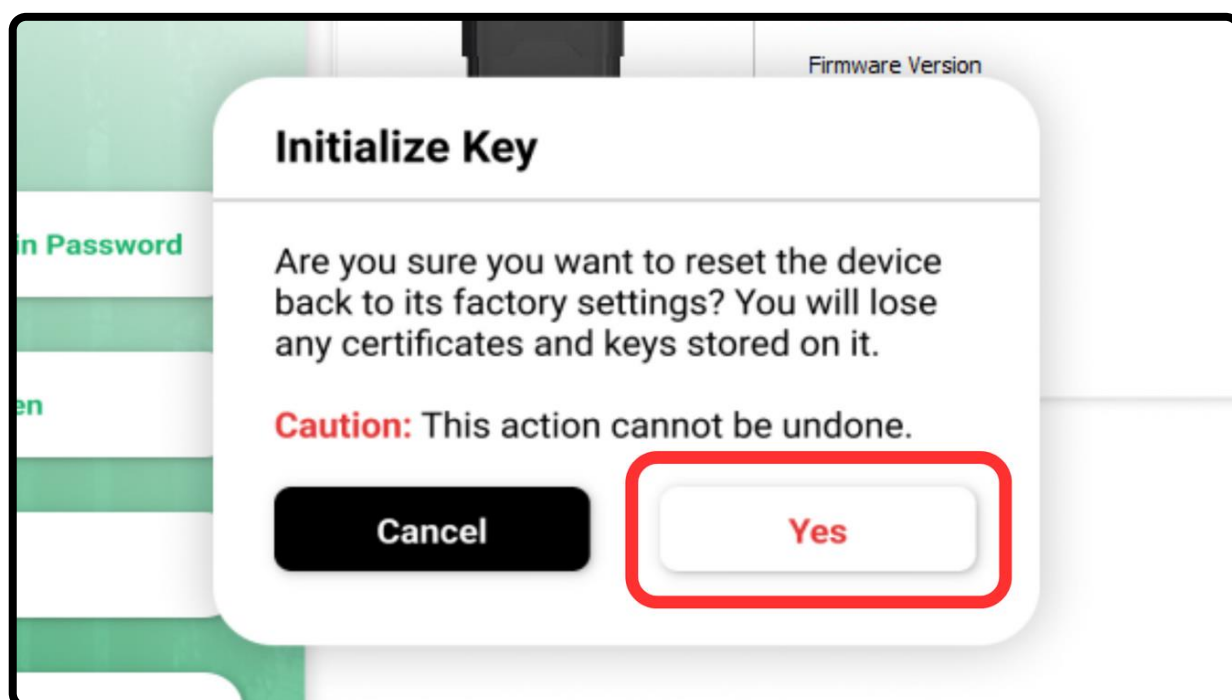 Firmware Version
Initialize Key
in Password
Are you sure you want to reset the device
back to its factory settings? You will lose
any certificates and keys stored on it.
en
Caution: This action cannot be undone.
Cancel
Yes